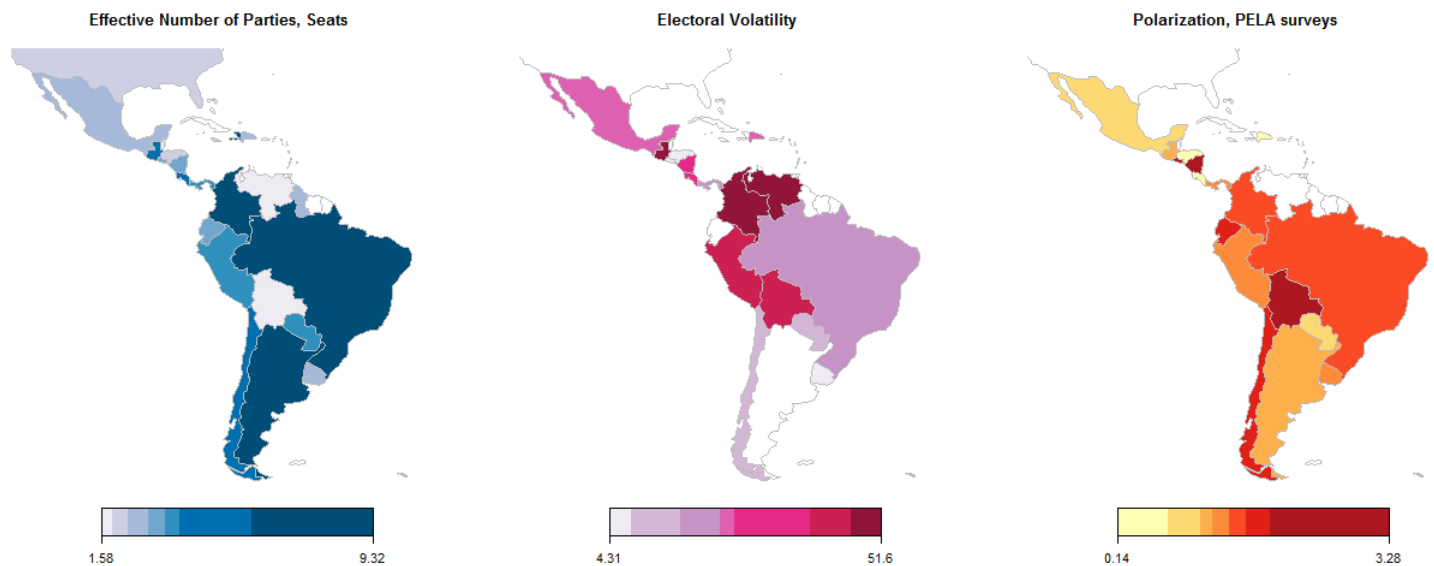 Effective Number of Parties, Seats
Electoral Volatility
Polarization, PELA surveys
1.58
9.32
4.31
51.6
0.14
3.28